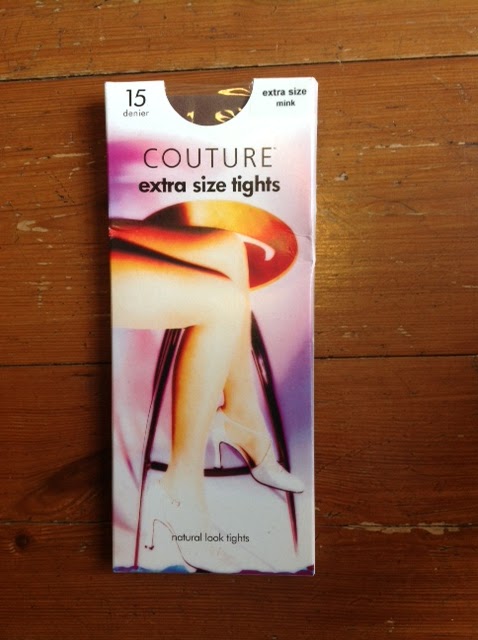 15
denier
extra size
mink
COUTURE
extra size tights
natural look tights